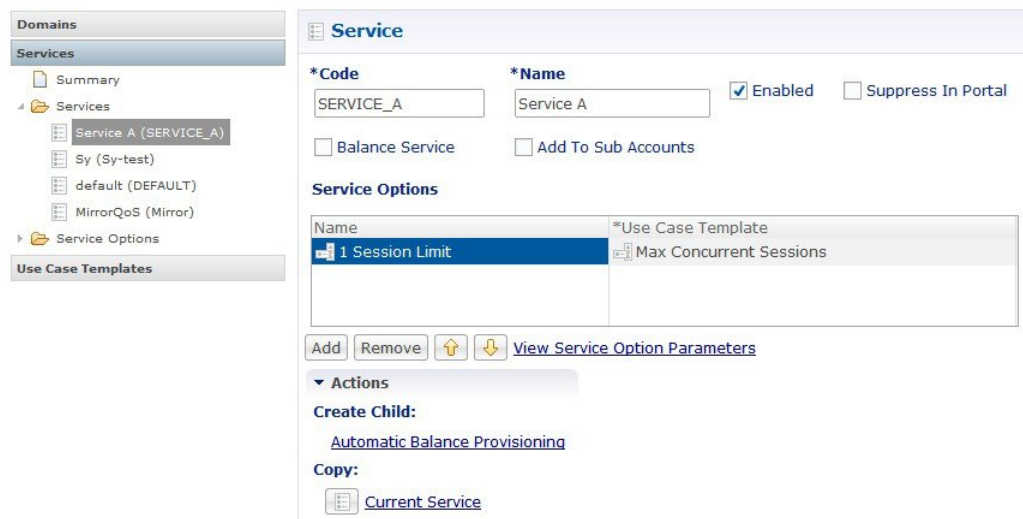 Domains
Services
Summary
Services
Service A (SERVICE_A)
Sy (Sy-test)
default (DEFAULT)
MirrorQoS (Mirror)
Service Options
Use Case Templates
Service
*Code
*Name
SERVICE_A
Service A
Enabled
Suppress In Portal
Balance Service
Add To Sub Accounts
Service Options
Name
*Use Case Template
1 Session Limit
Max Concurrent Sessions
Add
Remove
View Service Option Parameters
Actions
Create Child:
Automatic Balance Provisioning
Copy:
Current Service